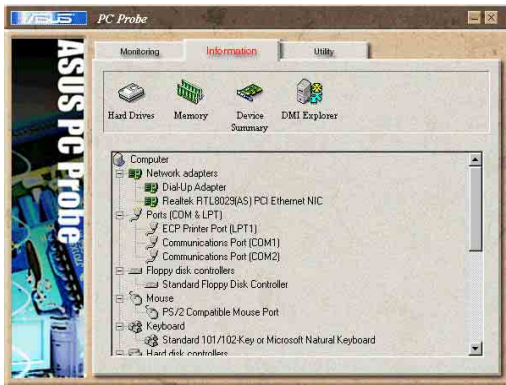 ASUS
PC Probe
ASUS PC Probe
Monitoring
Information
Utility
Hard Drives
Memory
Device
Summary
DMI Explorer
Computer
Network adapters
Dial-Up Adapter
Realtek RTL8029(AS) PCI Ethernet NIC
Ports (COM & LPT)
ECP Printer Port (LPT1)
Communications Port (COM1)
Communications Port (COM2)
Floppy disk controllers
Standard Floppy Disk Controller
Mouse
PS/2 Compatible Mouse Port
Keyboard
Standard 101/102-Key or Microsoft Natural Keyboard
Hard disk controllers